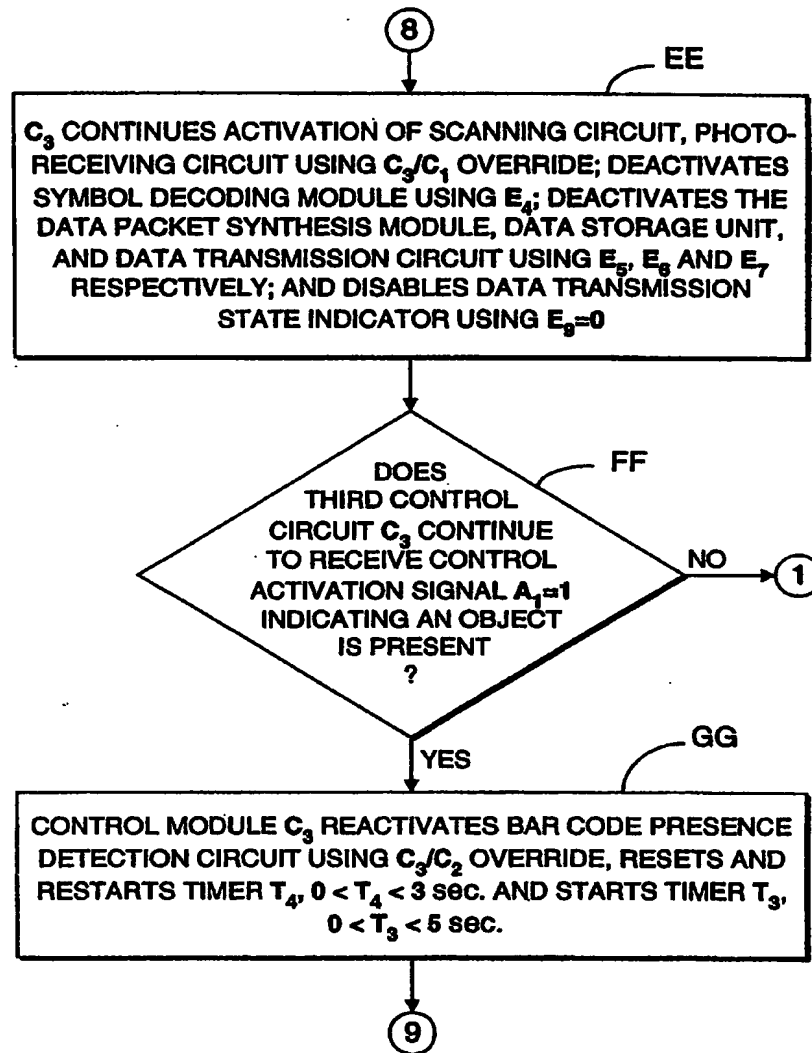 8
EE
C3 CONTINUES ACTIVATION OF SCANNING CIRCUIT, PHOTO-
RECEIVING CIRCUIT USING C3/C1 OVERRIDE; DEACTIVATES
SYMBOL DECODING MODULE USING E4; DEACTIVATES THE
DATA PACKET SYNTHESIS MODULE, DATA STORAGE UNIT,
AND DATA TRANSMISSION CIRCUIT USING E5, E6 AND E7
RESPECTIVELY; AND DISABLES DATA TRANSMISSION
STATE INDICATOR USING E9=0
FF
DOES
THIRD CONTROL
CIRCUIT C3 CONTINUE
TO RECEIVE CONTROL
ACTIVATION SIGNAL A1=1
INDICATING AN OBJECT
IS PRESENT
?
NO
1
YES
GG
CONTROL MODULE C3 REACTIVATES BAR CODE PRESENCE
DETECTION CIRCUIT USING C3/C2 OVERRIDE, RESETS AND
RESTARTS TIMER T4, 0 < T4 < 3 sec. AND STARTS TIMER T3,
0 < T3 < 5 sec.
9